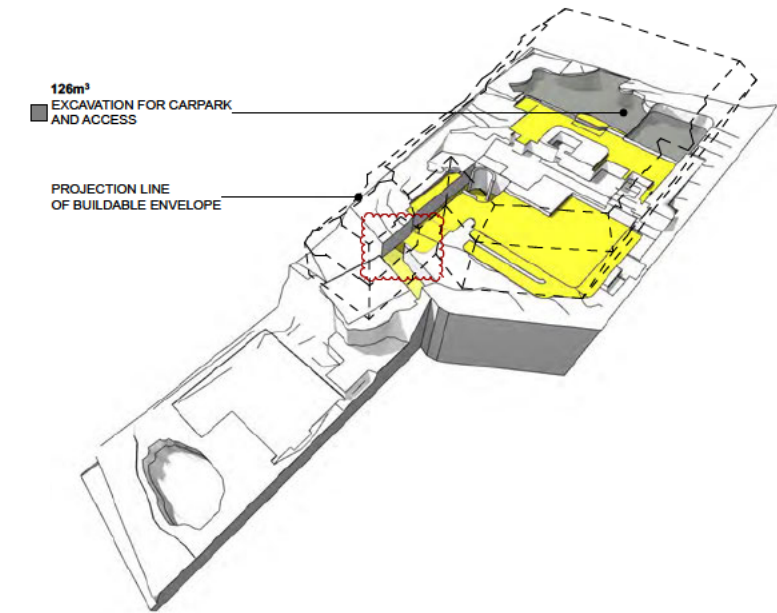 126m³
EXCAVATION FOR CARPARK
AND ACCESS
PROJECTION LINE
OF BUILDABLE ENVELOPE